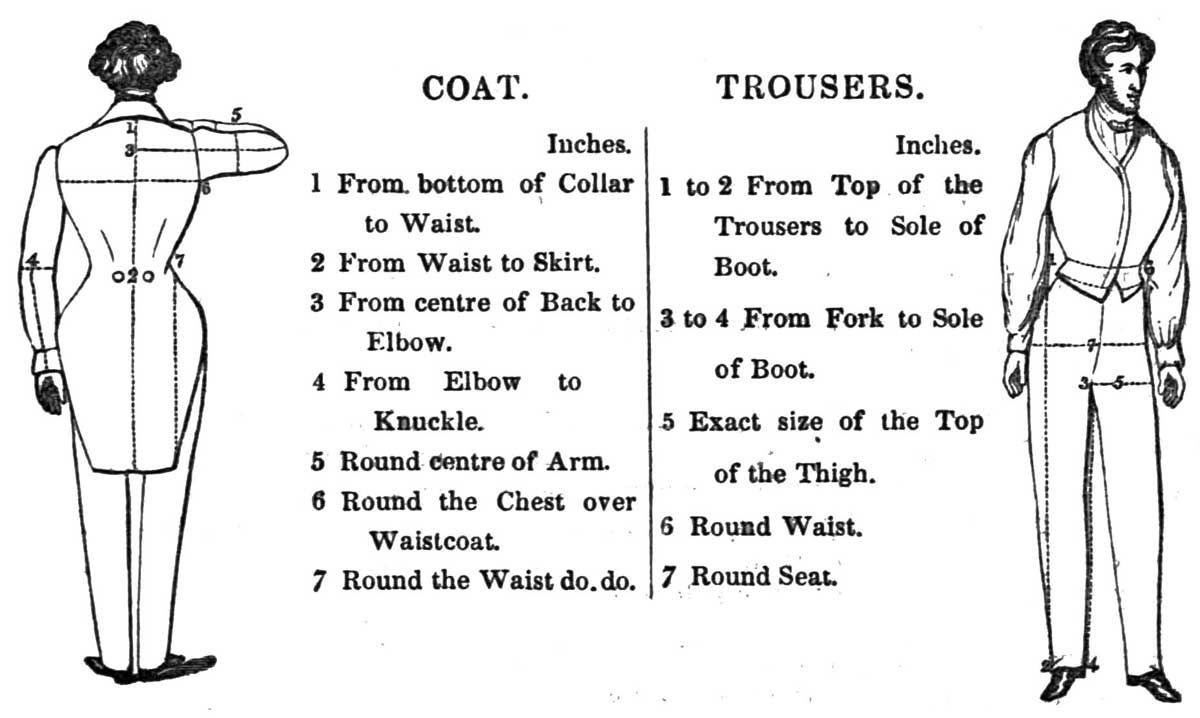 COAT.
Inches.
1 From bottom of Collar
to Waist.
2 From Waist to Skirt.
3 From centre of Back to
Elbow.
4 From Elbow to
Knuckle.
5 Round centre of Arm.
6 Round the Chest over
Waistcoat.
7 Round the Waist do. do.
TROUSERS.
Inches.
1 to 2 From Top of the
Trousers to Sole of
Boot.
3 to 4 From Fork to Sole
of Boot.
5 Exact size of the Top
of the Thigh.
6 Round Waist.
7 Round Seat.
5
1
3
6
4
2
7
1
6
7
3
5
2
4